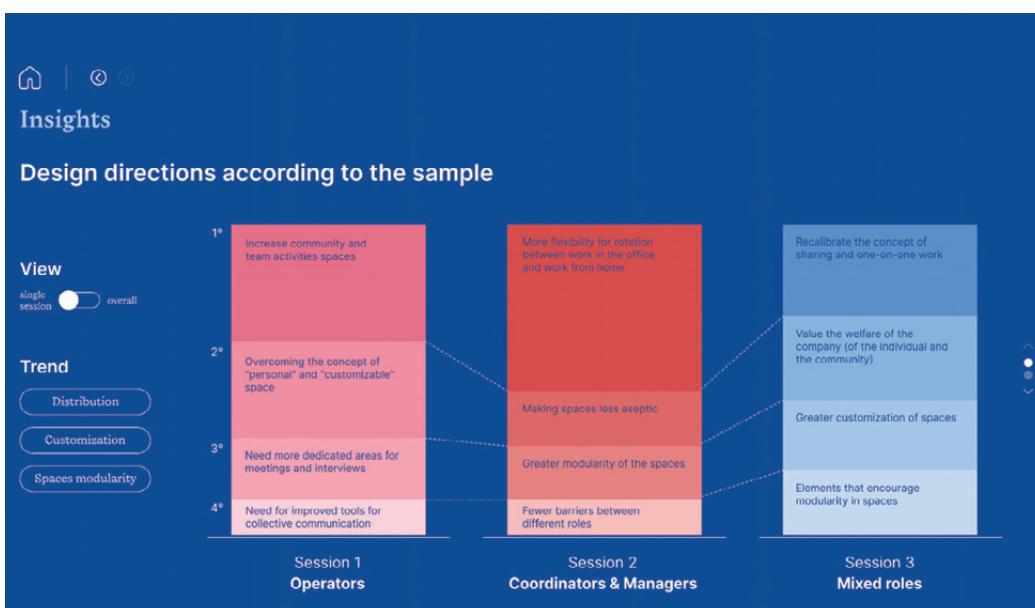 Insights
Design directions according to the sample
View
single
session
overall
Trend
Distribution
Customization
Spaces modularity
1°
2°
3°
4°
Increase community and
team activities spaces
Overcoming the concept of
"personal" and "customizable"
space
Need more dedicated areas for
meetings and interviews
Need for improved tools for
collective communication
Session 1
Operators
More flexibility for rotation
between work in the office
and work from home
Making spaces less aseptic
Greater modularity of the spaces
Fewer barriers between
different roles
Session 2
Coordinators & Managers
Recalibrate the concept of
sharing and one-on-one work
Value the welfare of the
company (of the individual and
the community)
Greater customization of spaces
Elements that encourage
modularity in spaces
Session 3
Mixed roles